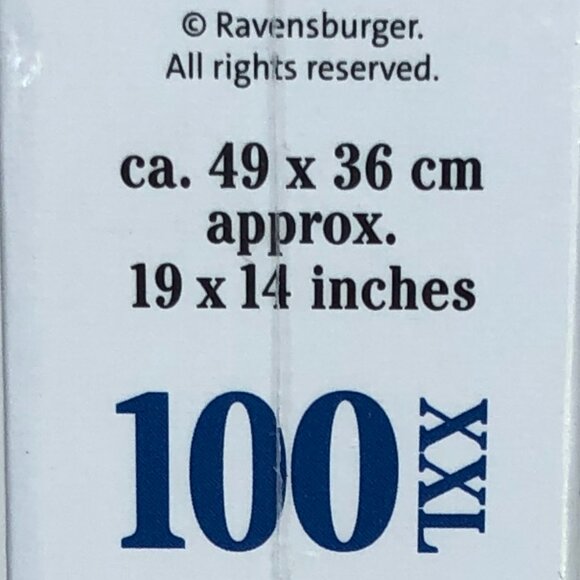 © Ravensburger.
All rights reserved.
ca. 49 x 36 cm
approx.
19 x 14 inches
100 XXL